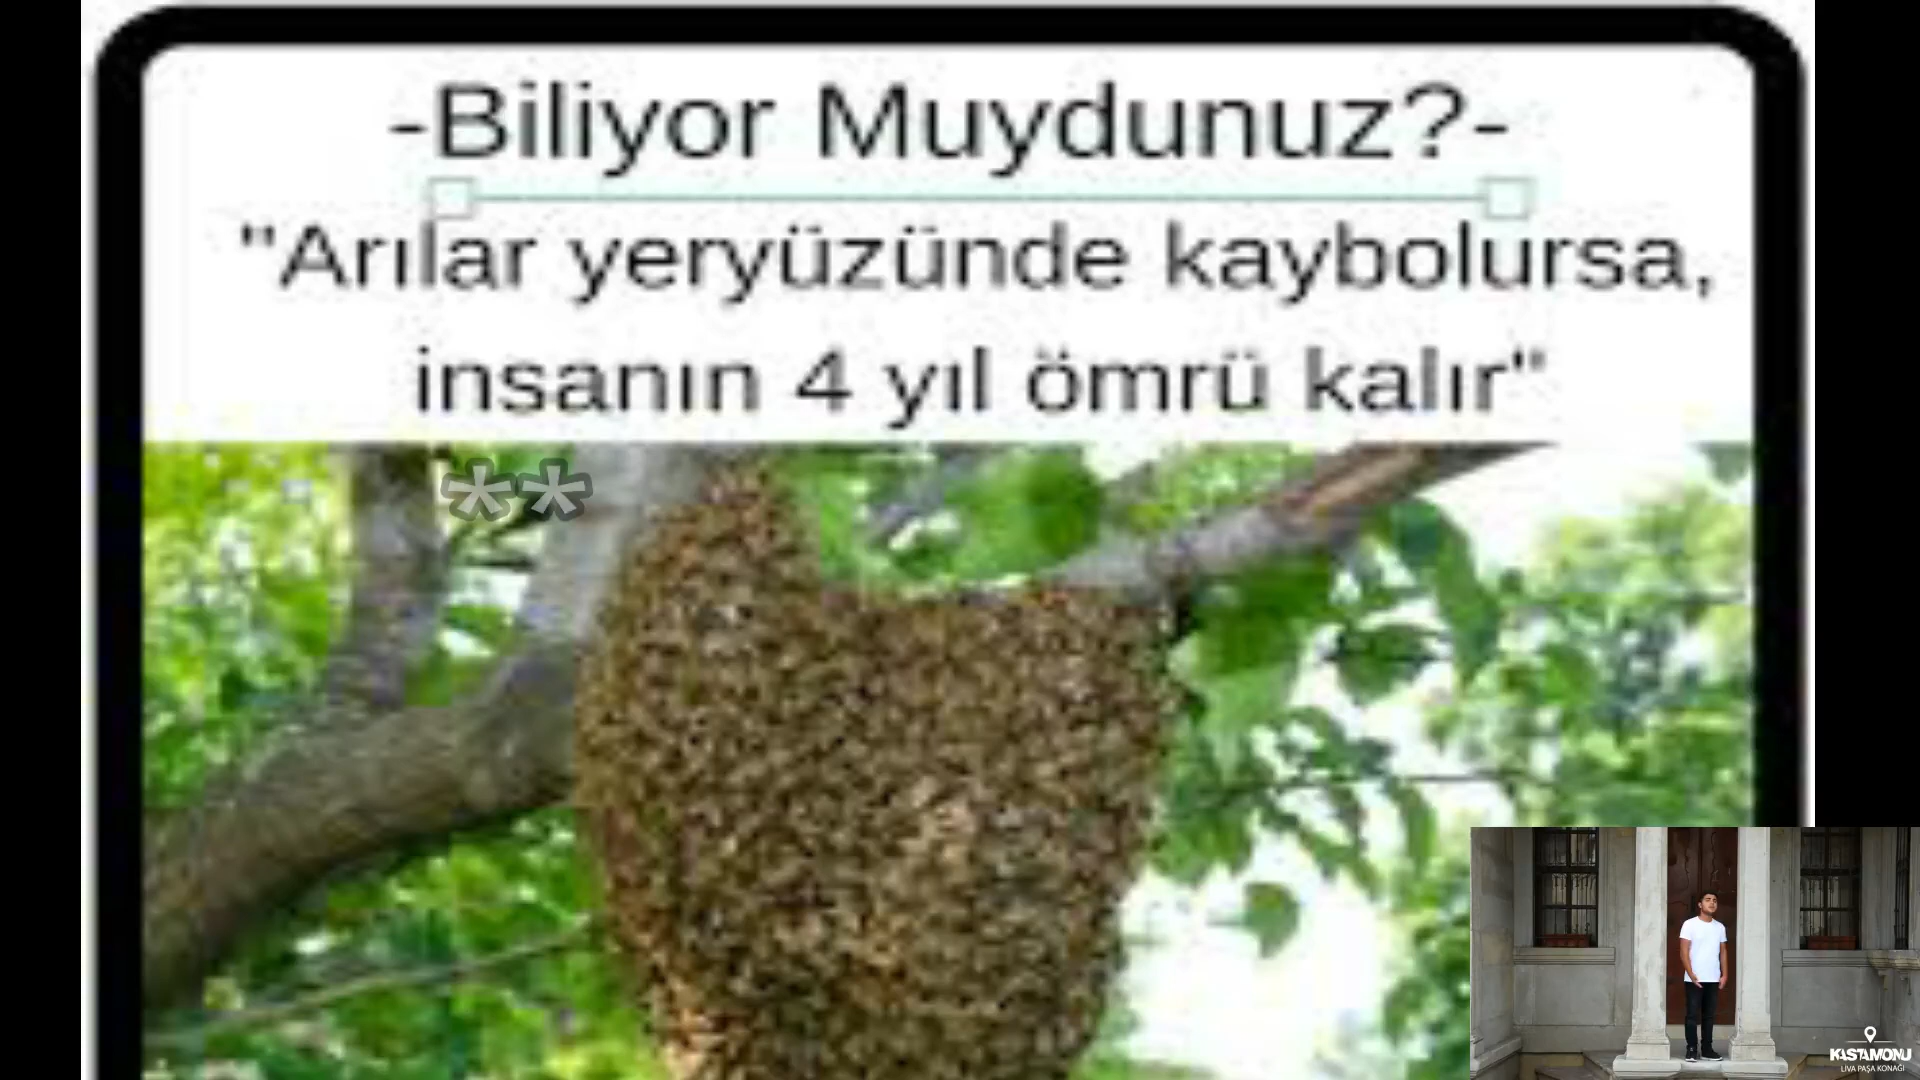 -Biliyor Muydunuz?-
"Arılar yeryüzünde kaybolursa,
insanın 4 yıl ömrü kalır"
**
KASTAMONU
LİVA PAŞA KONAĞI